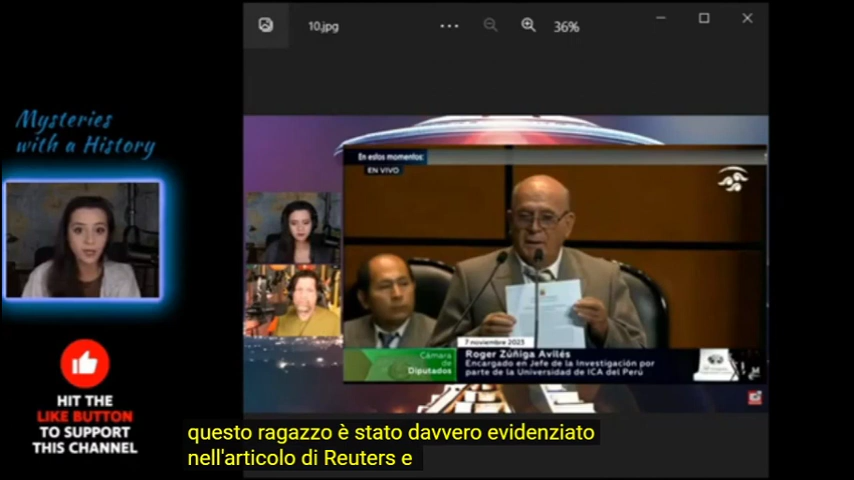 10.jpg
36%
Mysteries
with a History
En estos momentos:
EN VIVO
7 noviembre 2023
Cámara
de
Diputados
Roger Zúñiga Avilés
Encargado en Jefe de la Investigación por
parte de la Universidad de ICA del Perú
HIT THE
LIKE BUTTON
TO SUPPORT
THIS CHANNEL
questo ragazzo è stato davvero evidenziato
nell'articolo di Reuters e